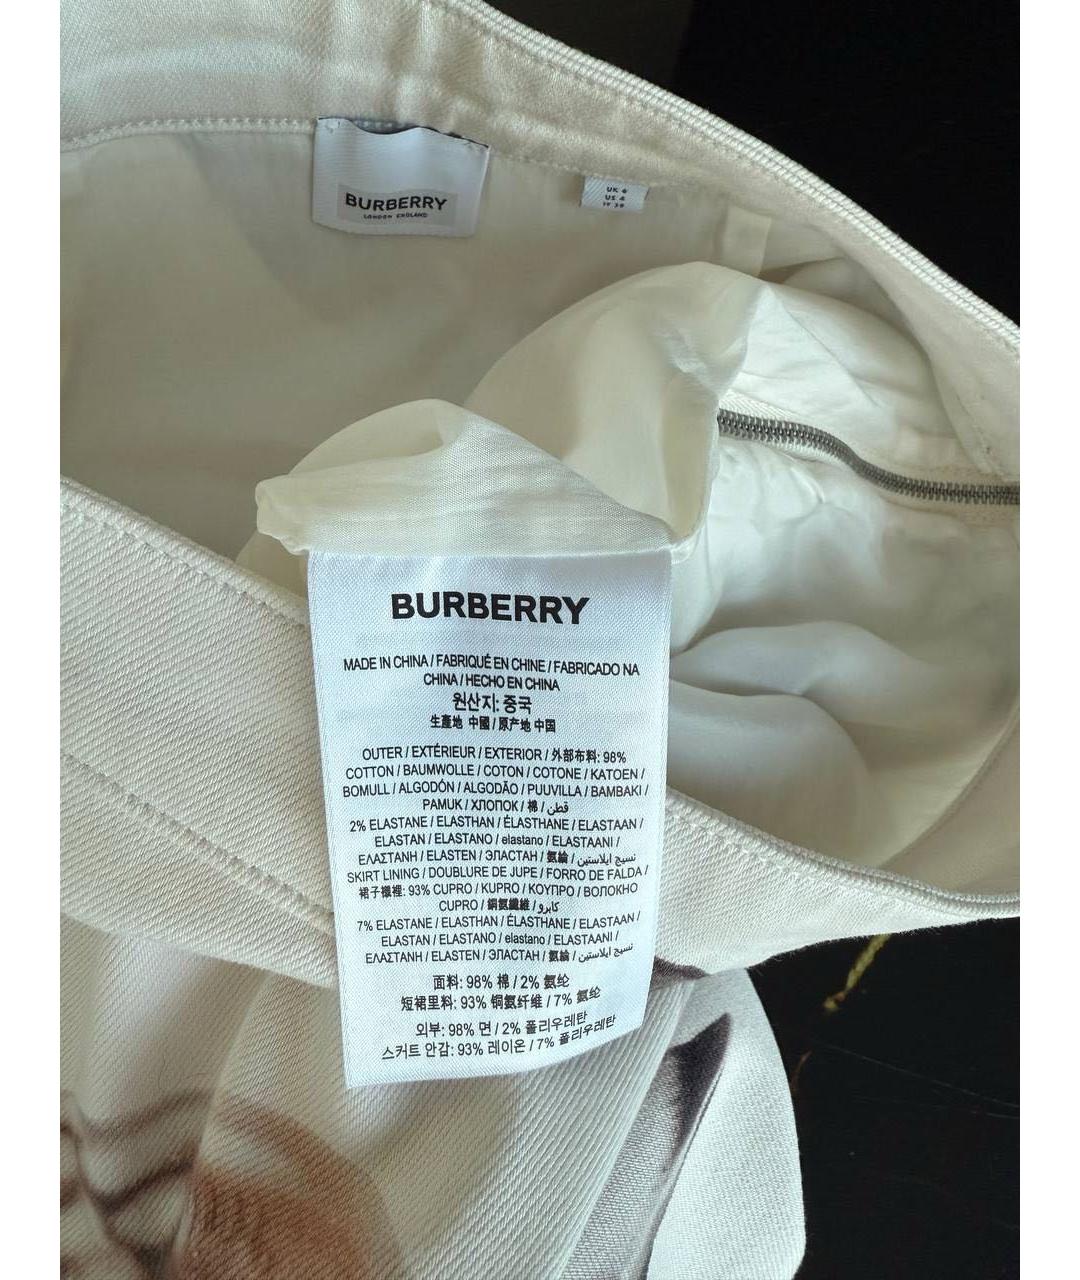 BURBERRY
LONDON ENGLAND
UK 6
US 4
IT 38
BURBERRY
MADE IN CHINA / FABRIQUÉ EN CHINE / FABRICADO NA
CHINA / HECHO EN CHINA
원산지: 중국
生產地 中國 / 原产地 中国
OUTER / EXTÉRIEUR / EXTERIOR / 外部布料: 98%
COTTON / BAUMWOLLE / COTON / COTONE / KATOEN /
BOMULL / ALGODÓN / ALGODÃO / PUUVILLA / BAMBAKI /
PAMUK / ХЛОПОК / 棉 / قطن
2% ELASTANE / ELASTHAN / ÉLASTHANE / ELASTAAN /
ELASTAN / ELASTANO / elastano / ELASTAANI /
ΕΛΑΣΤΑΝΗ / ELASTEN / ЭЛАСТАН / 氨綸 / نسيج ايلاستين
SKIRT LINING / DOUBLURE DE JUPE / FORRO DE FALDA /
裙子襯裡: 93% CUPRO / KUPRO / ΚΟΥΠΡΟ / ВОЛОКНО
CUPRO / 銅氨纖維 / كابرو
7% ELASTANE / ELASTHAN / ÉLASTHANE / ELASTAAN /
ELASTAN / ELASTANO / elastano / ELASTAANI /
ΕΛΑΣΤΑΝΗ / ELASTEN / ЭЛАСТАН / 氨綸 / نسيج ايلاستين
面料: 98% 棉 / 2% 氨纶
短裙里料: 93% 铜氨纤维 / 7% 氨纶
외부: 98% 면 / 2% 폴리우레탄
스커트 안감: 93% 레이온 / 7% 폴리우레탄